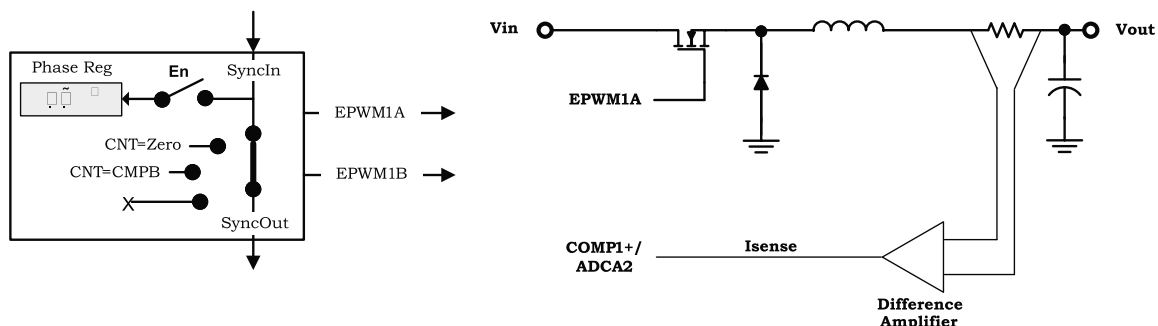 Phase Reg
En
SyncIn
CNT=Zero
CNT=CMPB
X
SyncOut
EPWM1A
EPWM1B
Vin
Vout
EPWM1A
COMP1+/
ADCA2
Isense
Difference
Amplifier